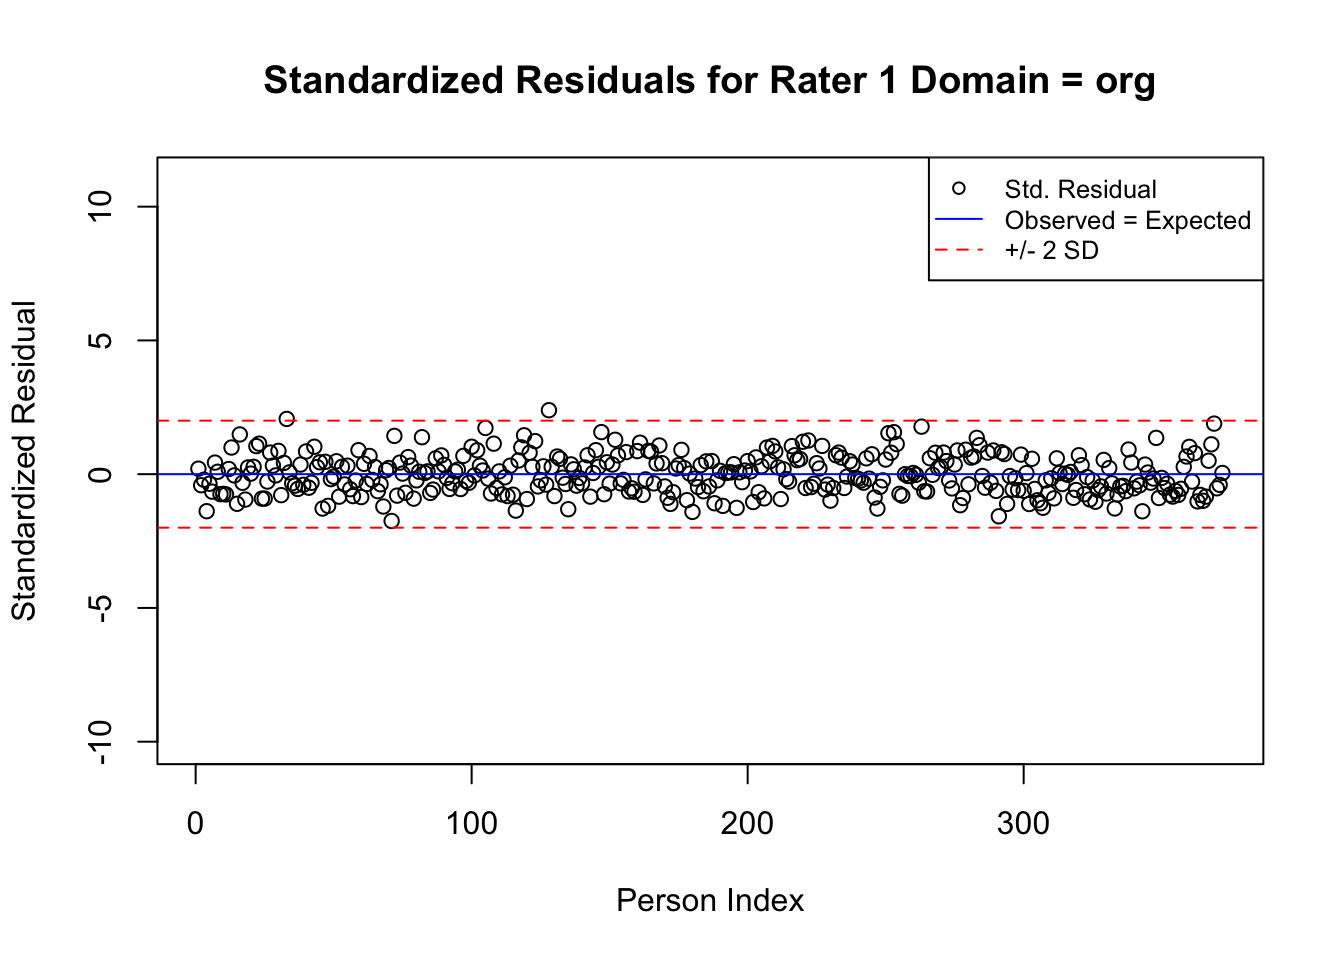 Standardized Residuals for Rater 1 Domain = org
Std. Residual
Observed = Expected
+/- 2 SD
Standardized Residual
10
5
0
-5
-10
0 100 200 300
Person Index